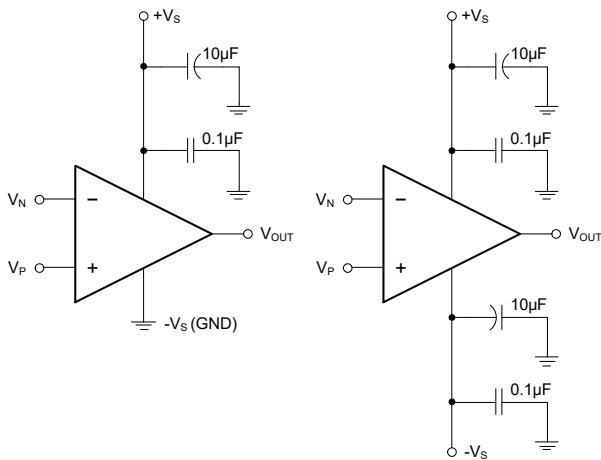 +VS
10µF
0.1µF
VN
−
VP
+
VOUT
-VS (GND)
+VS
10µF
0.1µF
VN
−
VP
+
VOUT
10µF
0.1µF
-VS